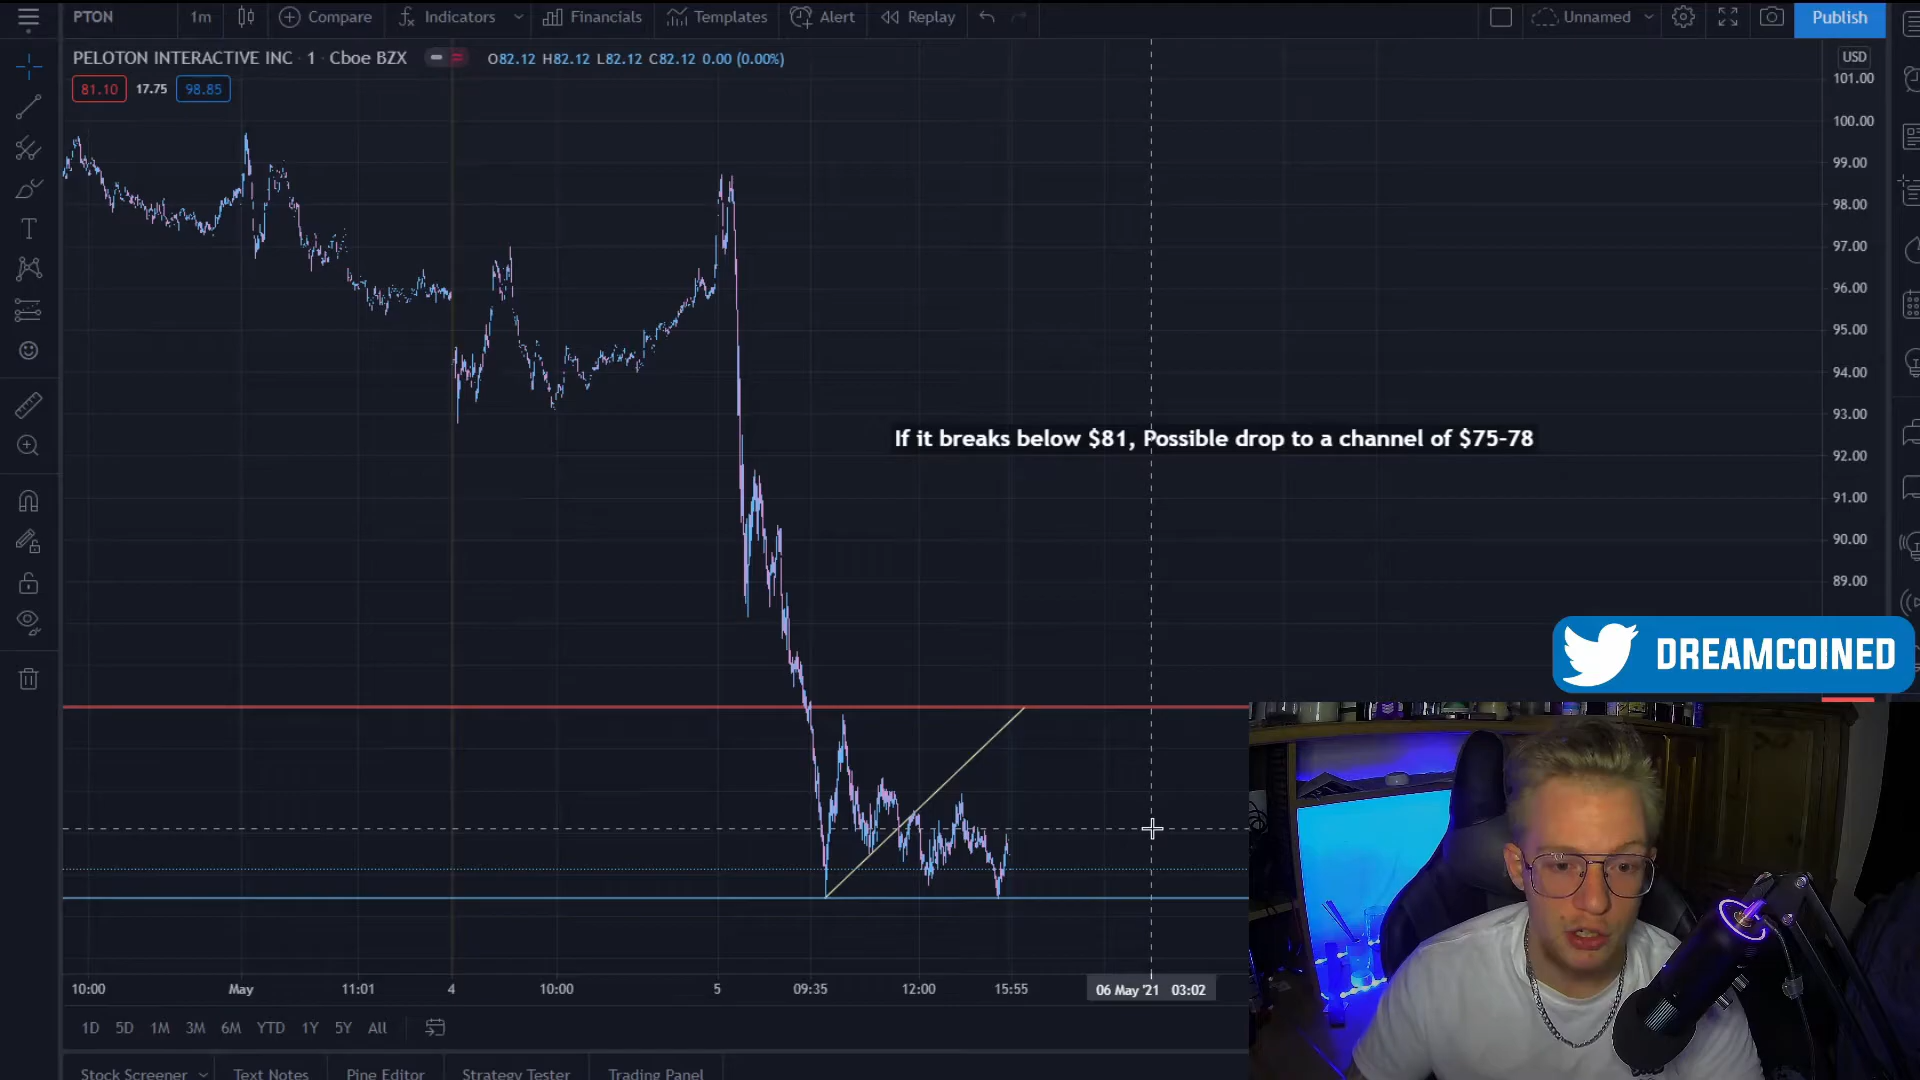 PTON
1m
Compare
Indicators
Financials
Templates
Alert
Replay
Unnamed
Publish
PELOTON INTERACTIVE INC · 1 · Cboe BZX
O82.12 H82.12 L82.12 C82.12 0.00 (0.00%)
81.10 17.75 98.85
USD
101.00
100.00
99.00
98.00
97.00
96.00
95.00
94.00
93.00
92.00
91.00
90.00
89.00
If it breaks below $81, Possible drop to a channel of $75-78
DREAMCOINED
10:00 May 11:01 4 10:00 5 09:35 12:00 15:55 06 May '21 03:02
1D 5D 1M 3M 6M YTD 1Y 5Y All
Stock Screener Text Notes Pine Editor Strategy Tester Trading Panel